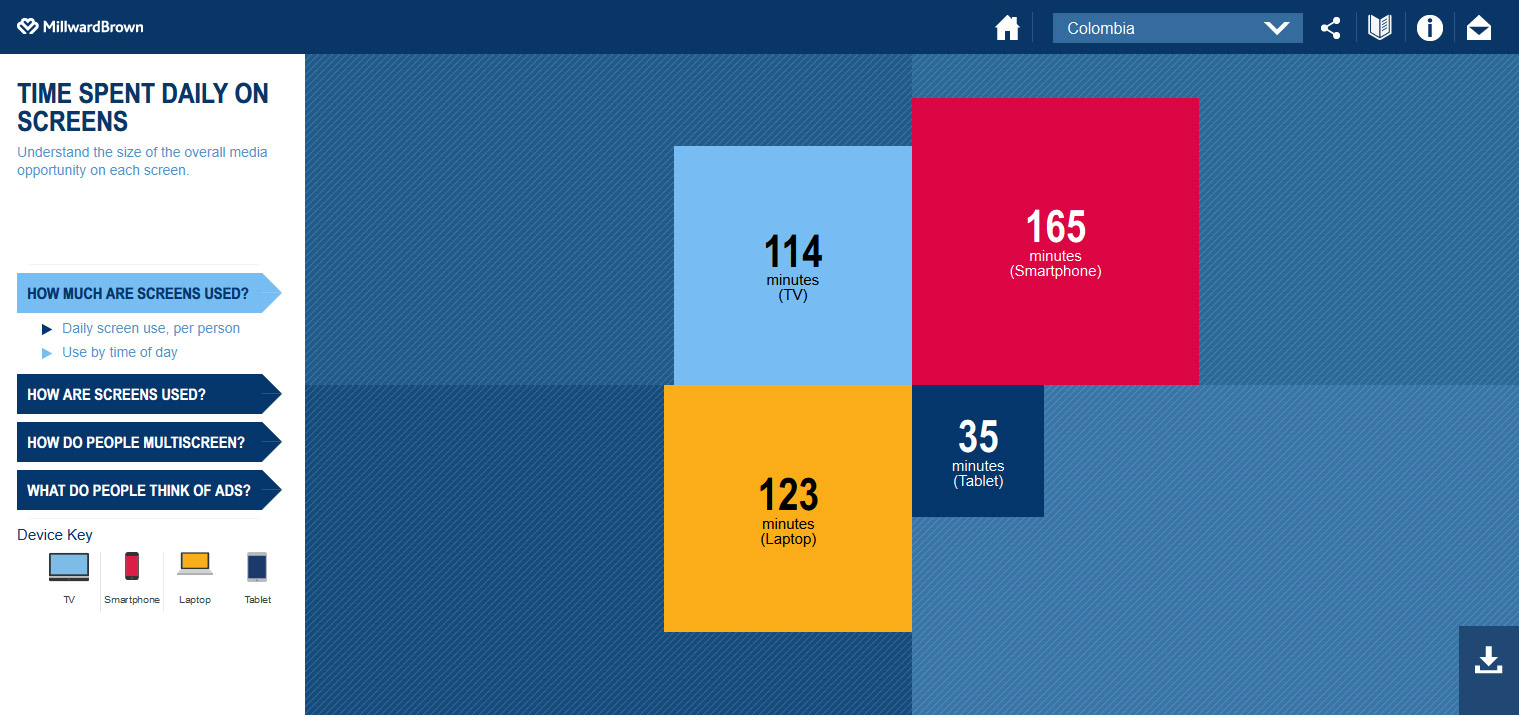 MillwardBrown
Colombia
TIME SPENT DAILY ON
SCREENS
Understand the size of the overall media
opportunity on each screen.
HOW MUCH ARE SCREENS USED?
Daily screen use, per person
Use by time of day
HOW ARE SCREENS USED?
HOW DO PEOPLE MULTISCREEN?
WHAT DO PEOPLE THINK OF ADS?
Device Key
TV
Smartphone
Laptop
Tablet
114
minutes
(TV)
165
minutes
(Smartphone)
123
minutes
(Laptop)
35
minutes
(Tablet)